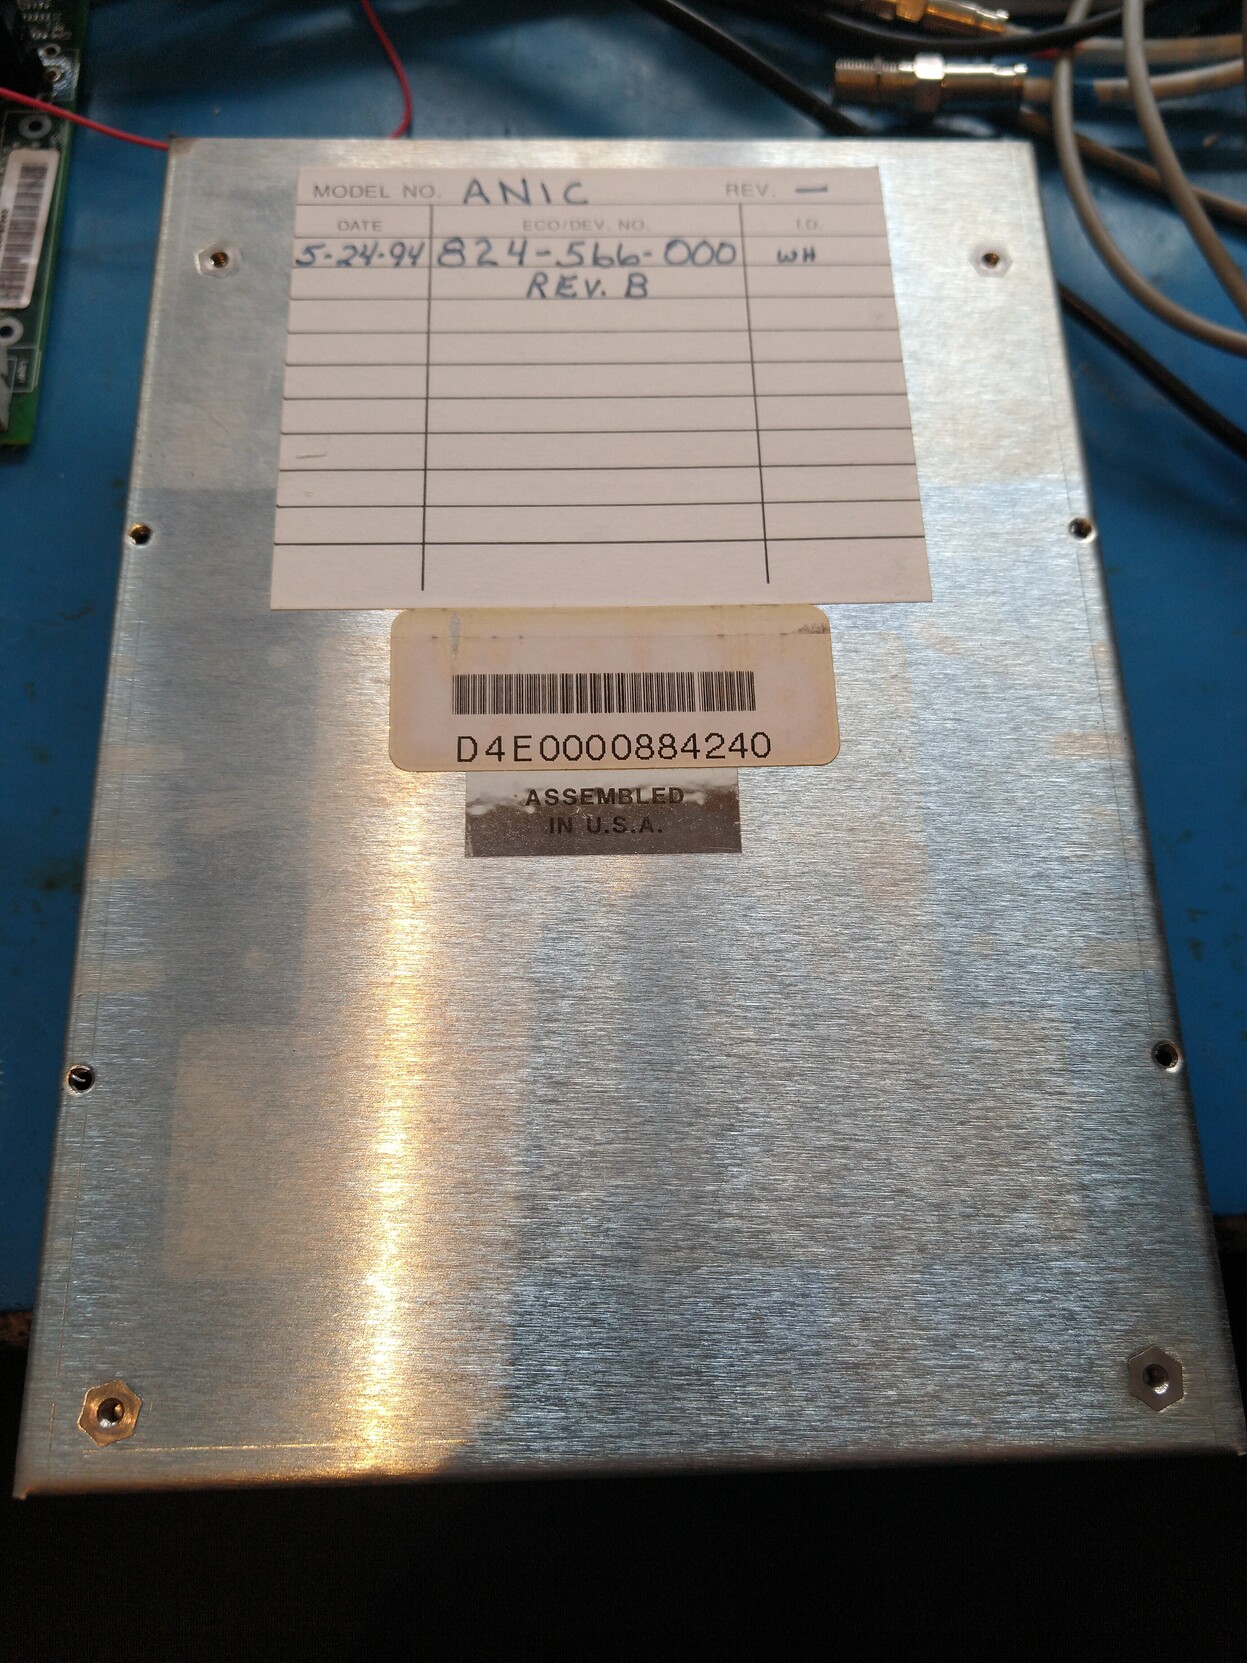 MODEL NO. ANIC REV. –
DATE ECO/DEV. NO. I.D.
5-24-94 824-566-000 WH
REV. B
D4E0000884240
ASSEMBLED
IN U.S.A.